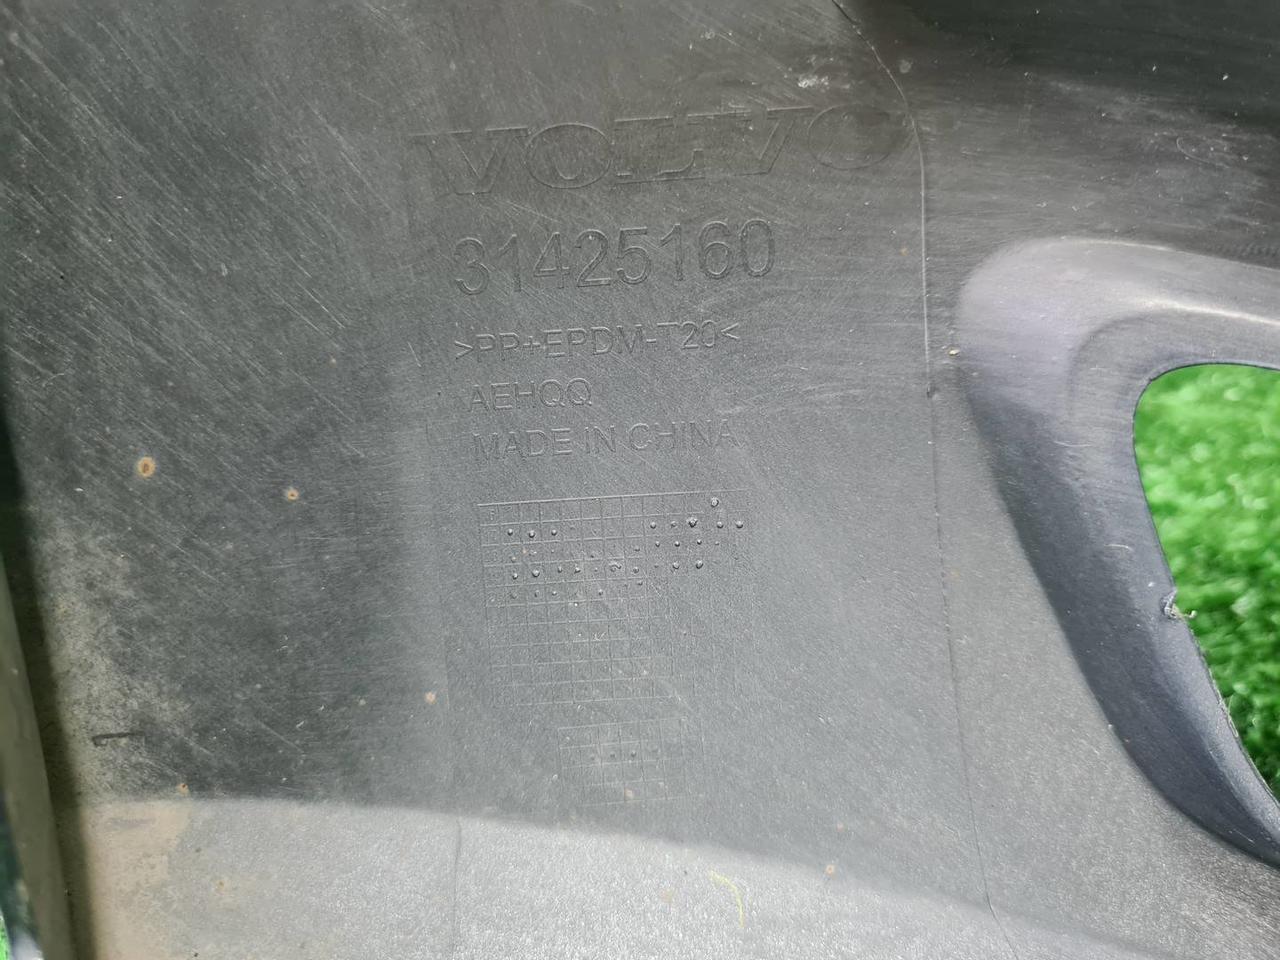 VOLVO
31425160
>PP+EPDM-T20<
AEHQQ
MADE IN CHINA